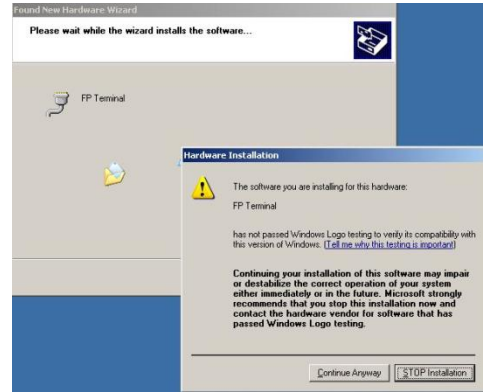 Found New Hardware Wizard
Please wait while the wizard installs the software...
FP Terminal
Hardware Installation
The software you are installing for this hardware:
FP Terminal
has not passed Windows Logo testing to verify its compatibility with
this version of Windows. (Tell me why this testing is important)
Continuing your installation of this software may impair
or destabilize the correct operation of your system
either immediately or in the future. Microsoft strongly
recommends that you stop this installation now and
contact the hardware vendor for software that has
passed Windows Logo testing.
Continue Anyway
STOP Installation